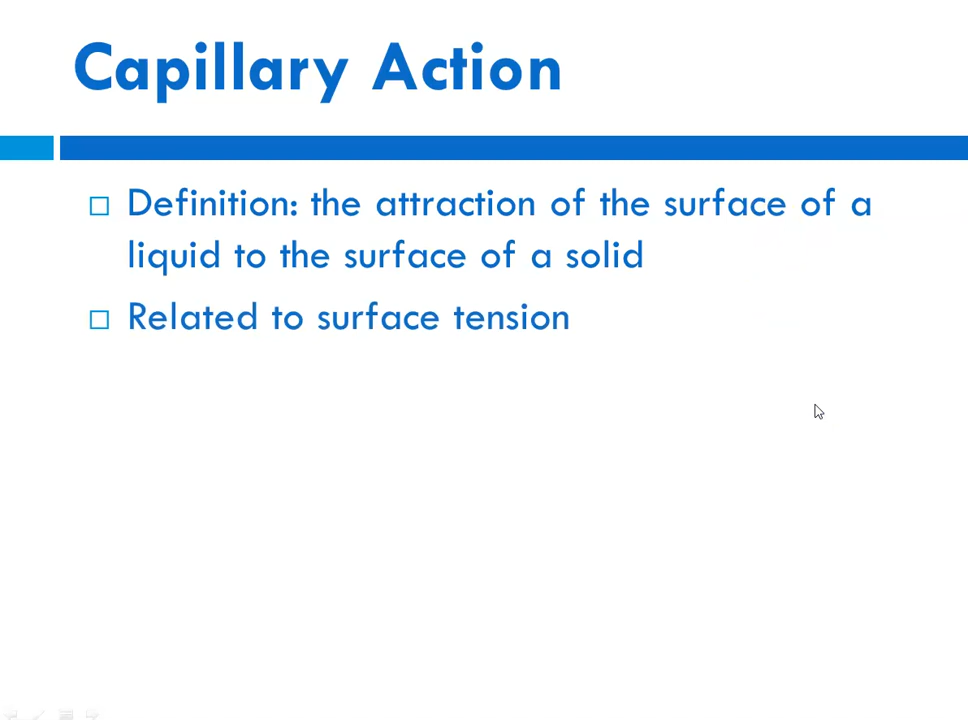 Capillary Action
Definition: the attraction of the surface of a
liquid to the surface of a solid
Related to surface tension